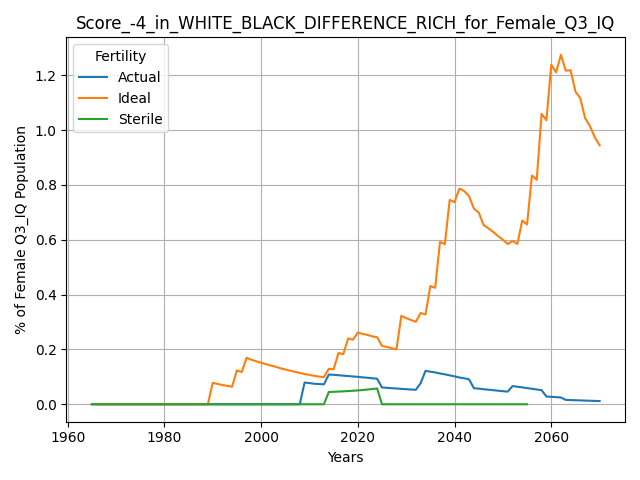 Score_-4_in_WHITE_BLACK_DIFFERENCE_RICH_for_Female_Q3_IQ
Fertility
Actual
Ideal
Sterile
% of Female Q3_IQ Population
1.2
1.0
0.8
0.6
0.4
0.2
0.0
1960 1980 2000 2020 2040 2060
Years